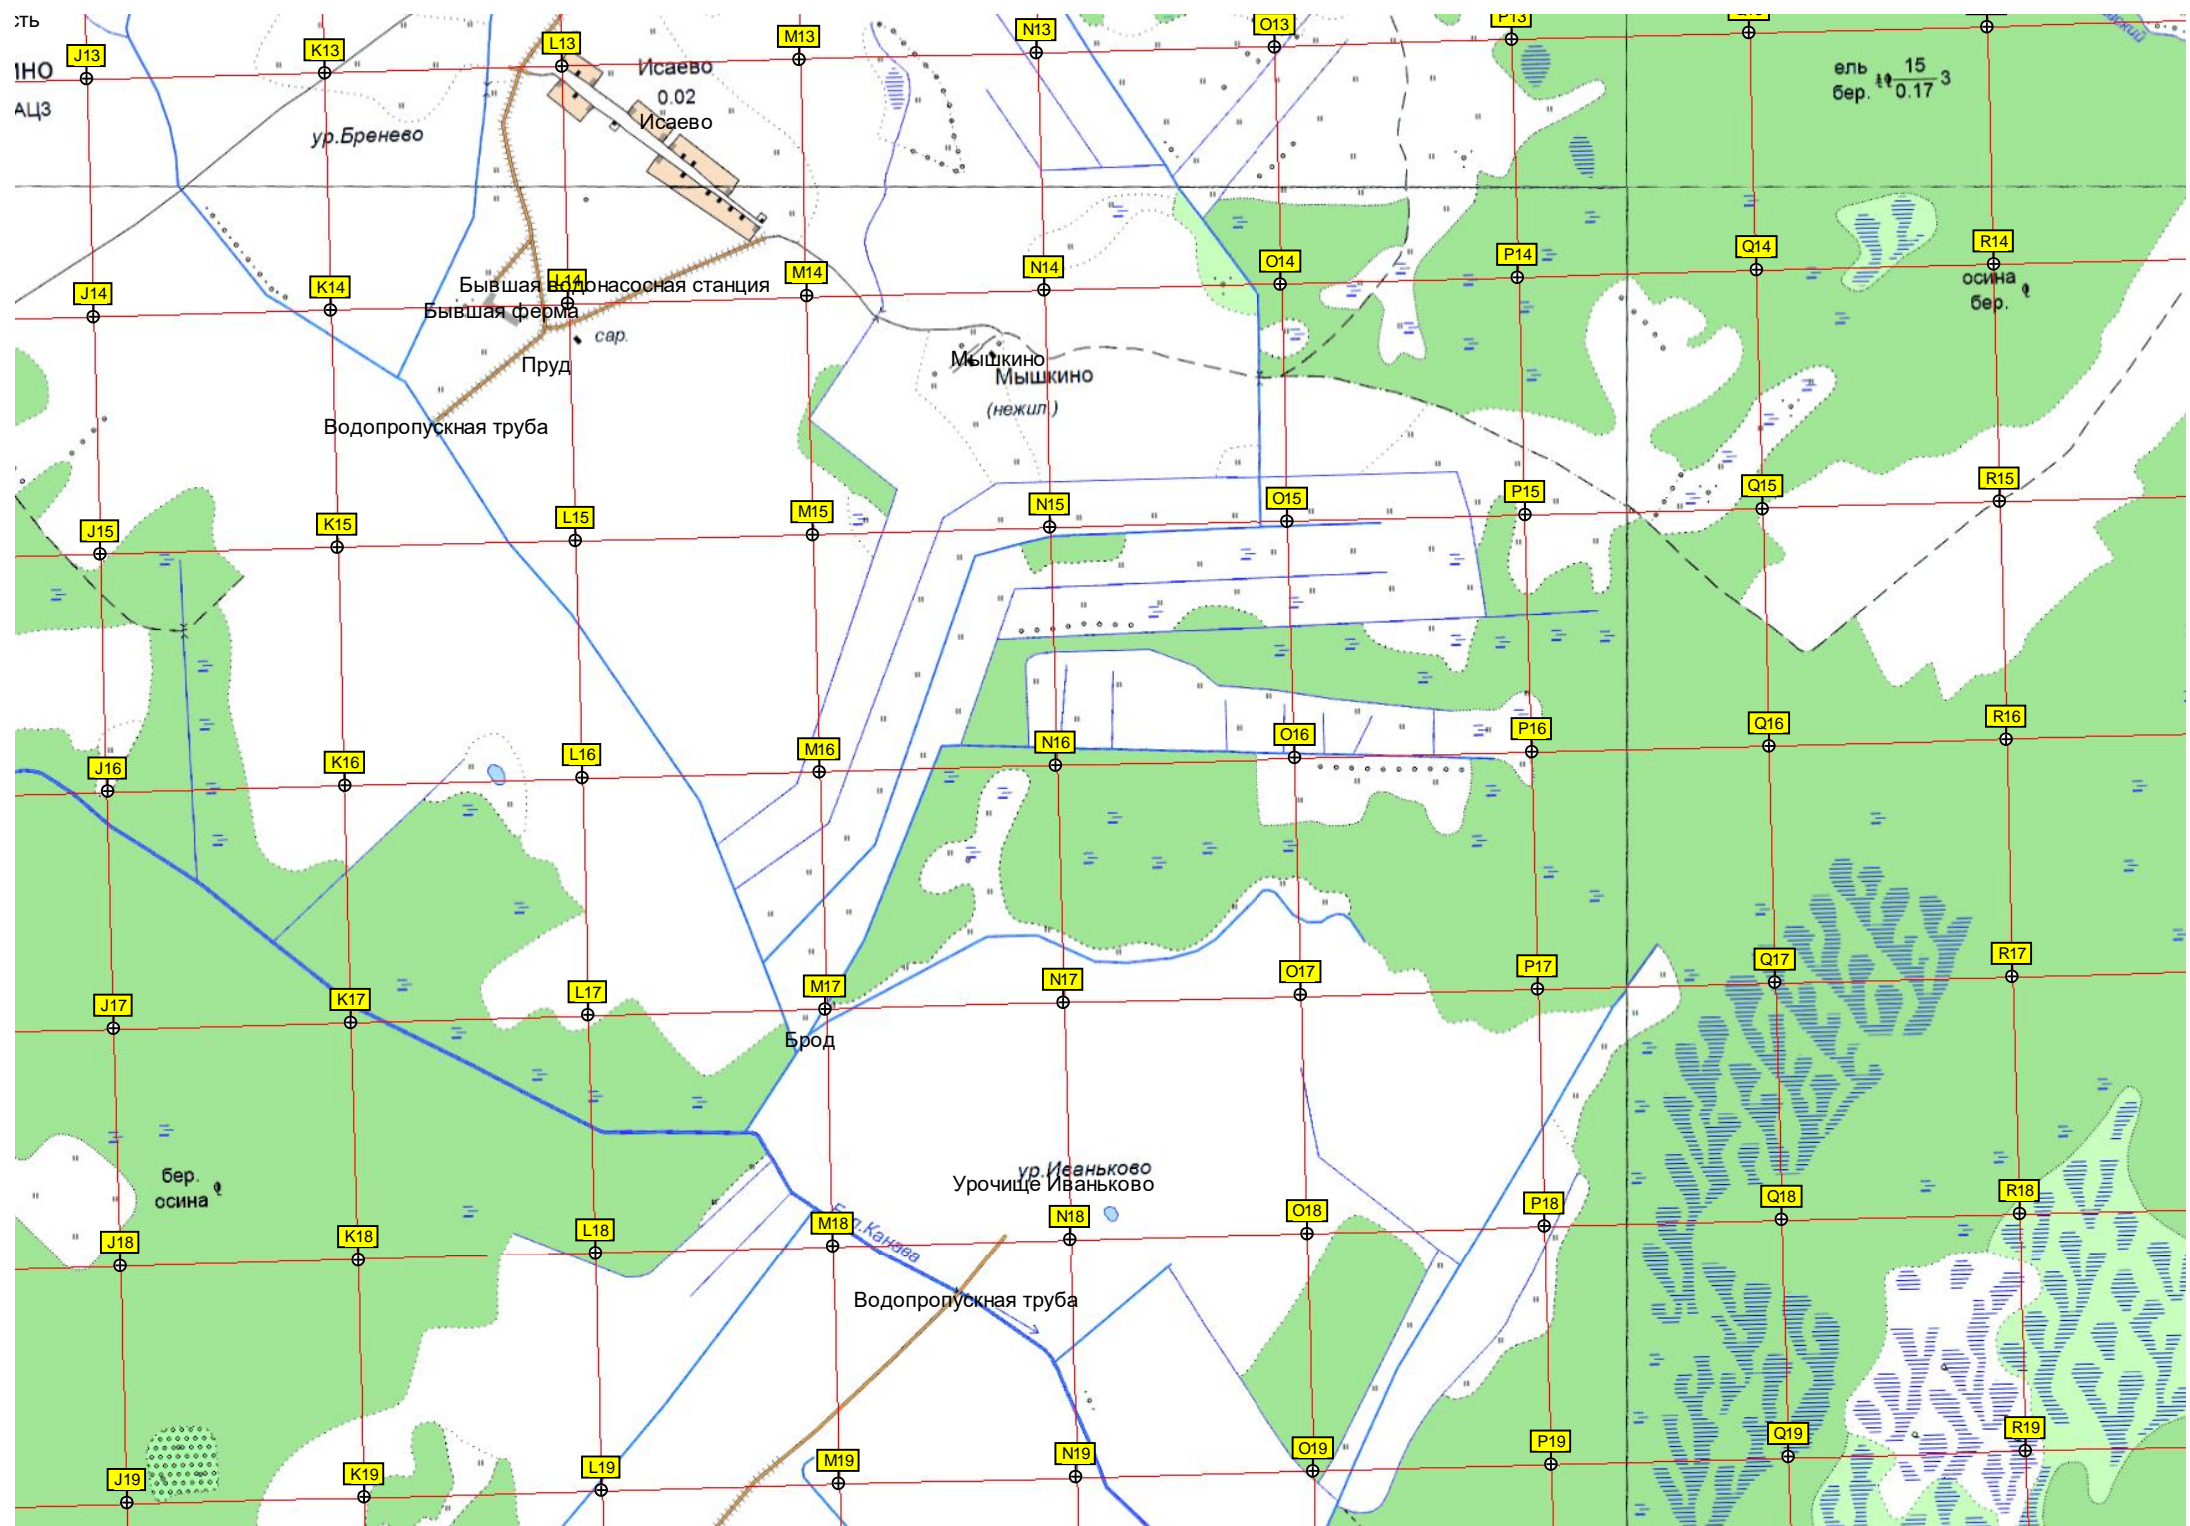 сть
J13
K13
L13
M13
N13
O13
P13
ИНО
АЦЗ
Исаево
0.02
Исаево
ур.Бренево
ель
бер.
15
0.17
3
J14
K14
L14
M14
N14
O14
P14
Q14
R14
осина
бер.
Бывшая водонасосная станция
Бывшая ферма
сар.
Пруд
Мышкино
Мышкино
(нежил.)
Водопропускная труба
J15
K15
L15
M15
N15
O15
P15
Q15
R15
J16
K16
L16
M16
N16
O16
P16
Q16
R16
J17
K17
L17
M17
N17
O17
P17
Q17
R17
Брод
бер.
осина
ур.Иваньково
Урочище Иваньково
J18
K18
L18
M18
N18
O18
P18
Q18
R18
Канава
Водопропускная труба
J19
K19
L19
M19
N19
O19
P19
Q19
R19